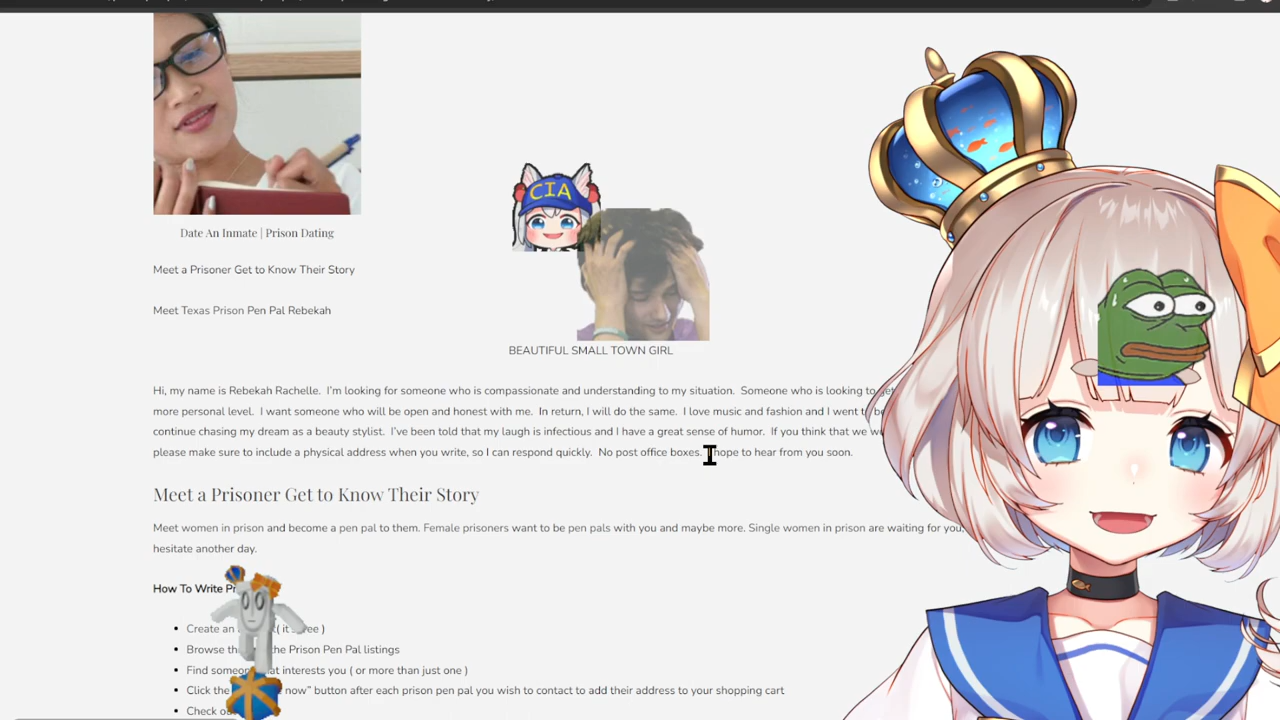 Date An Inmate | Prison Dating
CIA
Meet a Prisoner Get to Know Their Story
Meet Texas Prison Pen Pal Rebekah
BEAUTIFUL SMALL TOWN GIRL
Hi, my name is Rebekah Rachelle. I'm looking for someone who is compassionate and understanding to my situation. Someone who is looking to
more personal level. I want someone who will be open and honest with me. In return, I will do the same. I love music and fashion and I went
continue chasing my dream as a beauty stylist. I've been told that my laugh is infectious and I have a great sense of humor. If you think that we
please make sure to include a physical address when you write, so I can respond quickly. No post office boxes. I hope to hear from you soon.
Meet a Prisoner Get to Know Their Story
Meet women in prison and become a pen pal to them. Female prisoners want to be pen pals with you and maybe more. Single women in prison are waiting for you,
hesitate another day.
How To Write
Create an
Browse the Prison Pen Pal listings
Find interests you ( or more than just one )
Click the now" button after each prison pen pal you wish to contact to add their address to your shopping cart
Check